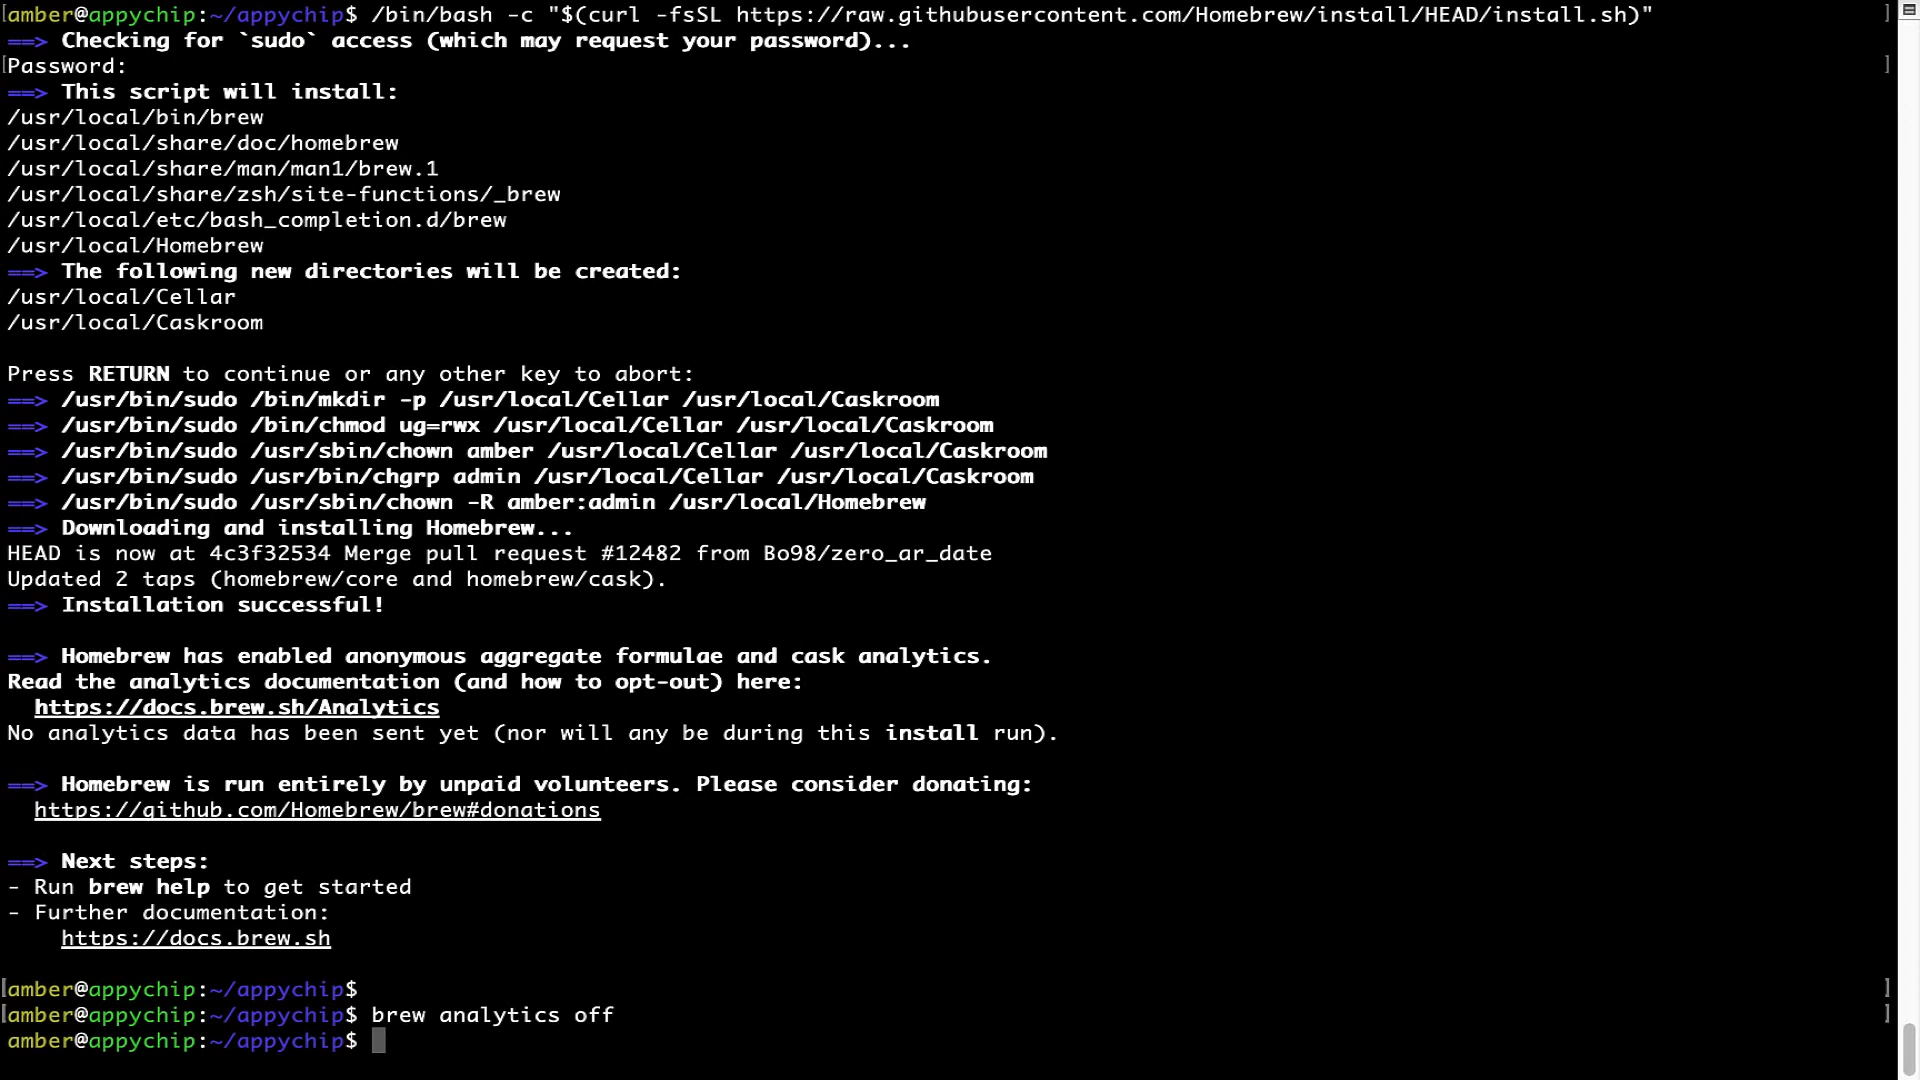 amber@appychip:~/appychip$ /bin/bash -c "$(curl -fsSL https://raw.githubusercontent.com/Homebrew/install/HEAD/install.sh)"
==> Checking for `sudo` access (which may request your password)...
Password:
==> This script will install:
/usr/local/bin/brew
/usr/local/share/doc/homebrew
/usr/local/share/man/man1/brew.1
/usr/local/share/zsh/site-functions/_brew
/usr/local/etc/bash_completion.d/brew
/usr/local/Homebrew
==> The following new directories will be created:
/usr/local/Cellar
/usr/local/Caskroom

Press RETURN to continue or any other key to abort:
==> /usr/bin/sudo /bin/mkdir -p /usr/local/Cellar /usr/local/Caskroom
==> /usr/bin/sudo /bin/chmod ug=rwx /usr/local/Cellar /usr/local/Caskroom
==> /usr/bin/sudo /usr/sbin/chown amber /usr/local/Cellar /usr/local/Caskroom
==> /usr/bin/sudo /usr/bin/chgrp admin /usr/local/Cellar /usr/local/Caskroom
==> /usr/bin/sudo /usr/sbin/chown -R amber:admin /usr/local/Homebrew
==> Downloading and installing Homebrew...
HEAD is now at 4c3f32534 Merge pull request #12482 from Bo98/zero_ar_date
Updated 2 taps (homebrew/core and homebrew/cask).
==> Installation successful!

==> Homebrew has enabled anonymous aggregate formulae and cask analytics.
Read the analytics documentation (and how to opt-out) here:
  https://docs.brew.sh/Analytics
No analytics data has been sent yet (nor will any be during this install run).

==> Homebrew is run entirely by unpaid volunteers. Please consider donating:
  https://github.com/Homebrew/brew#donations

==> Next steps:
- Run brew help to get started
- Further documentation:
    https://docs.brew.sh

amber@appychip:~/appychip$
amber@appychip:~/appychip$ brew analytics off
amber@appychip:~/appychip$